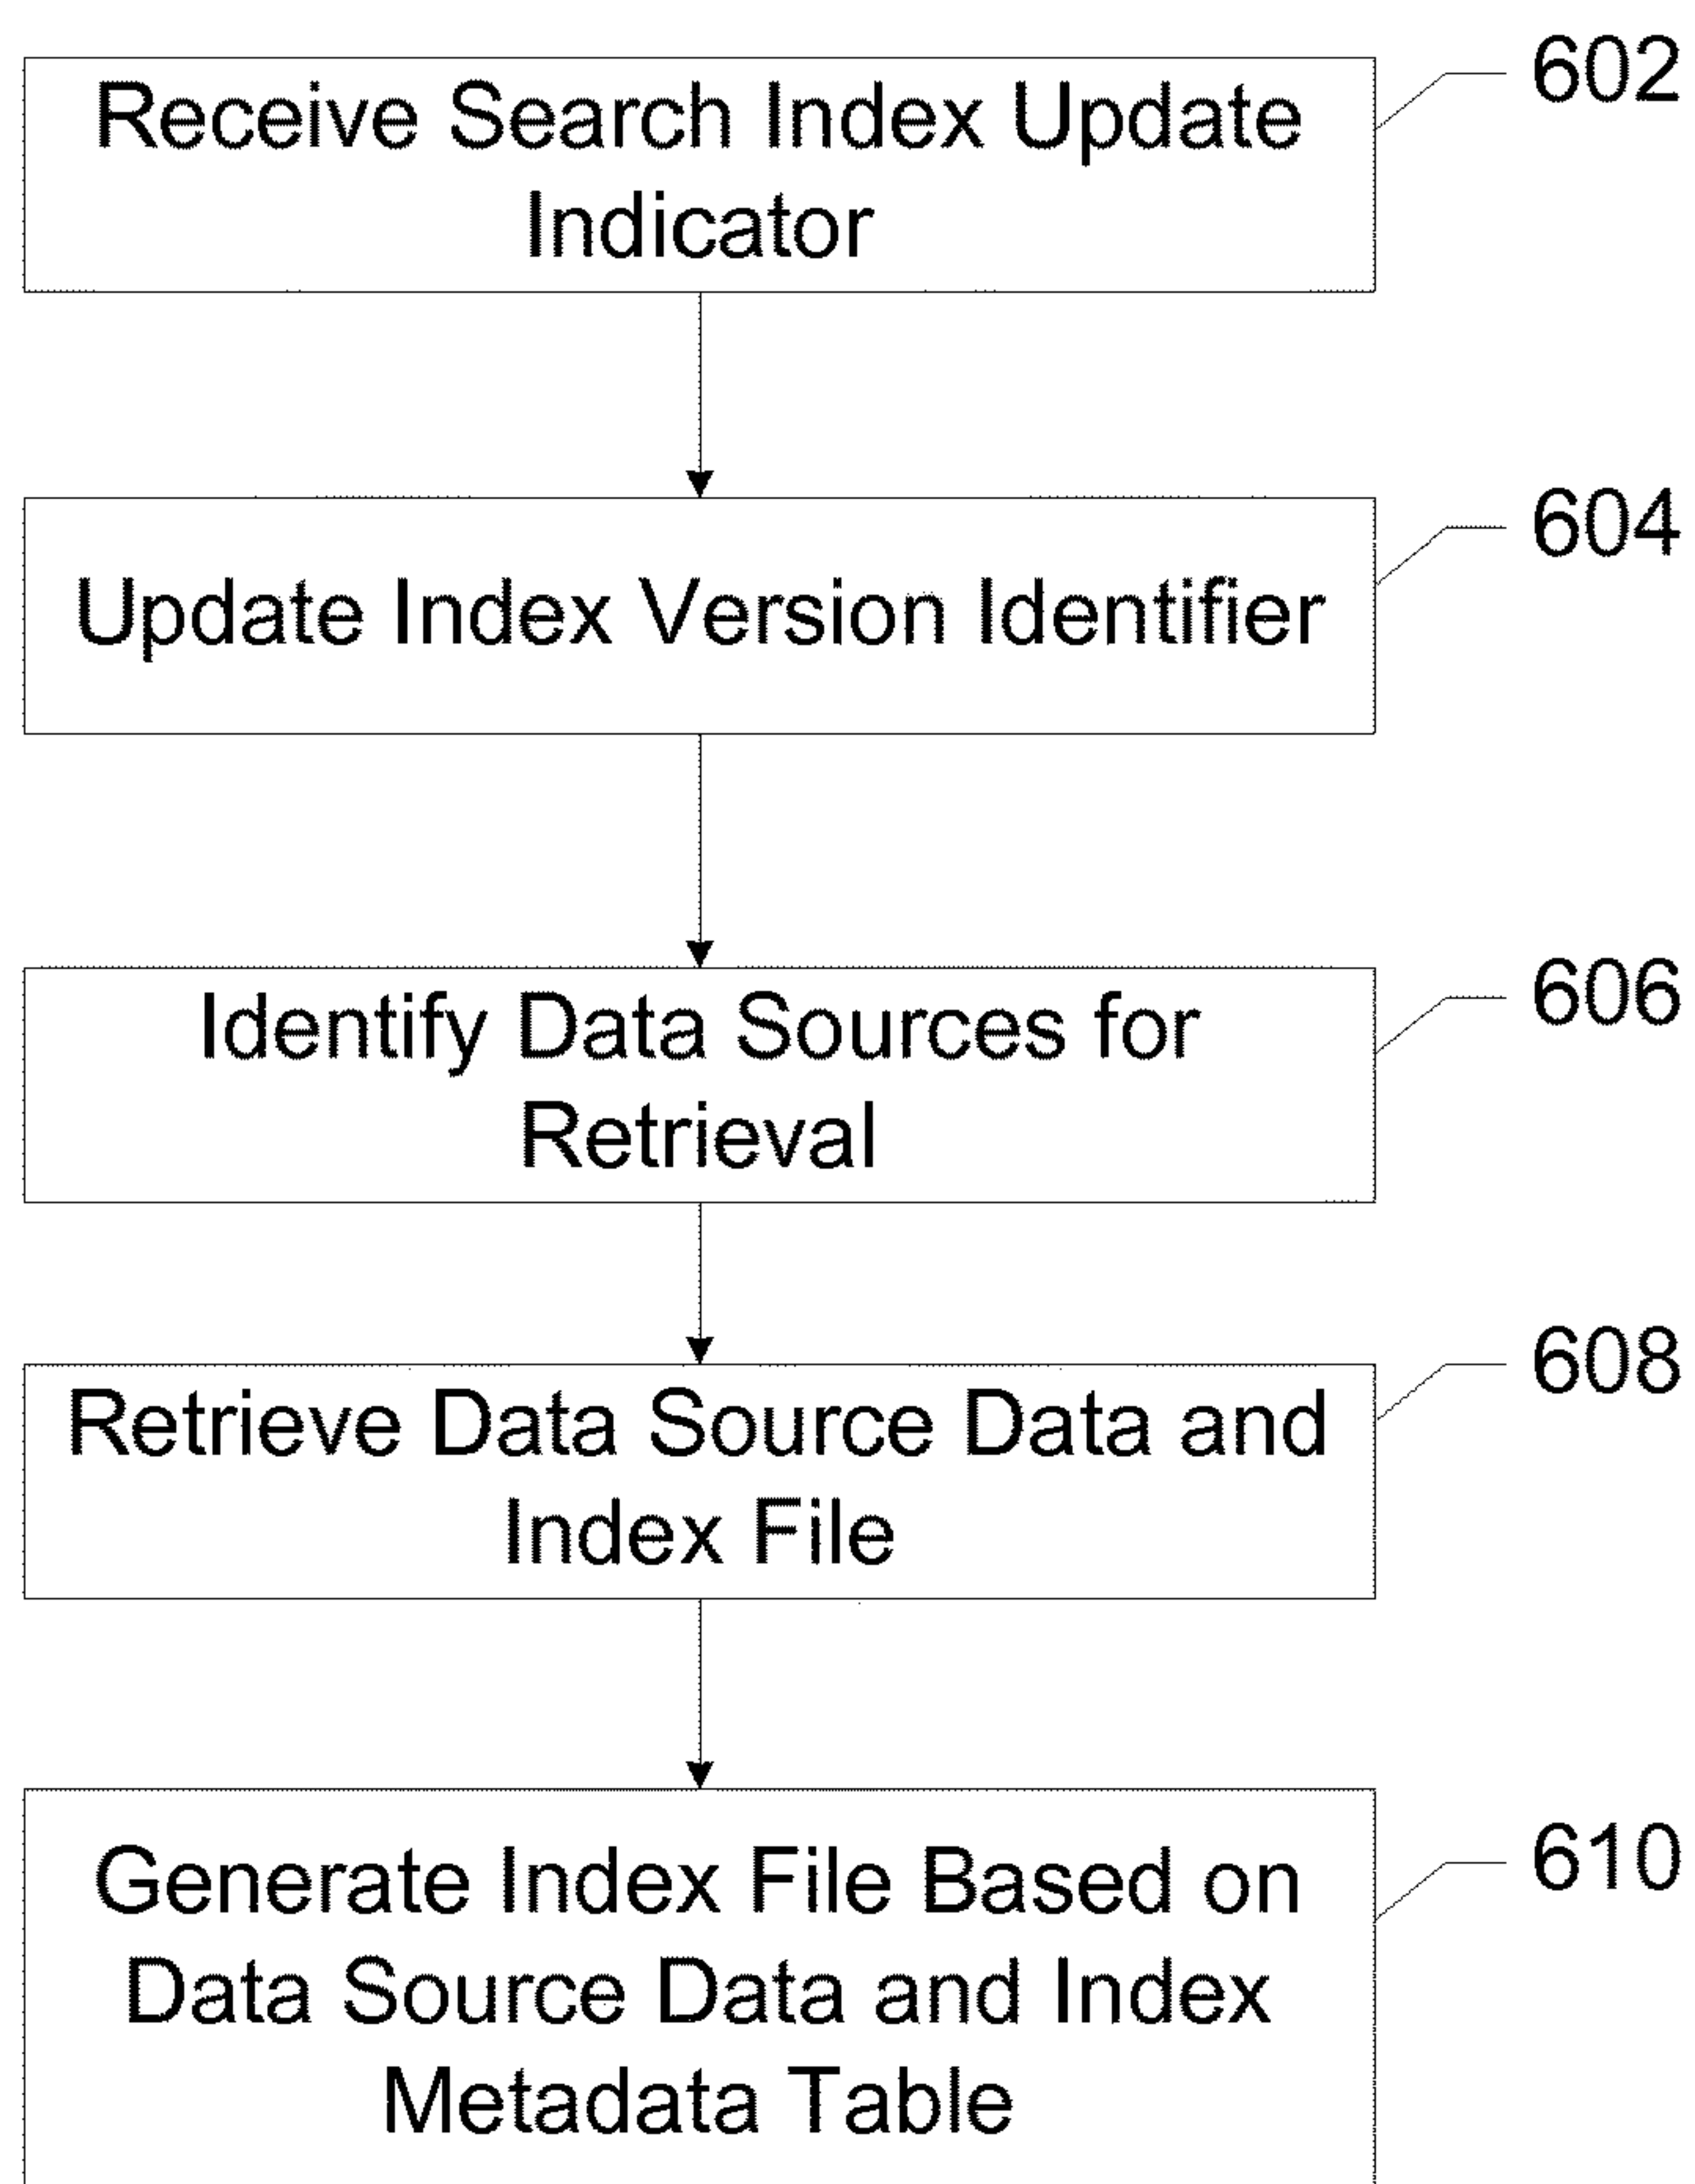 Receive Search Index Update
Indicator
602
Update Index Version Identifier
604
Identify Data Sources for
Retrieval
606
Retrieve Data Source Data and
Index File
608
Generate Index File Based on
Data Source Data and Index
Metadata Table
610